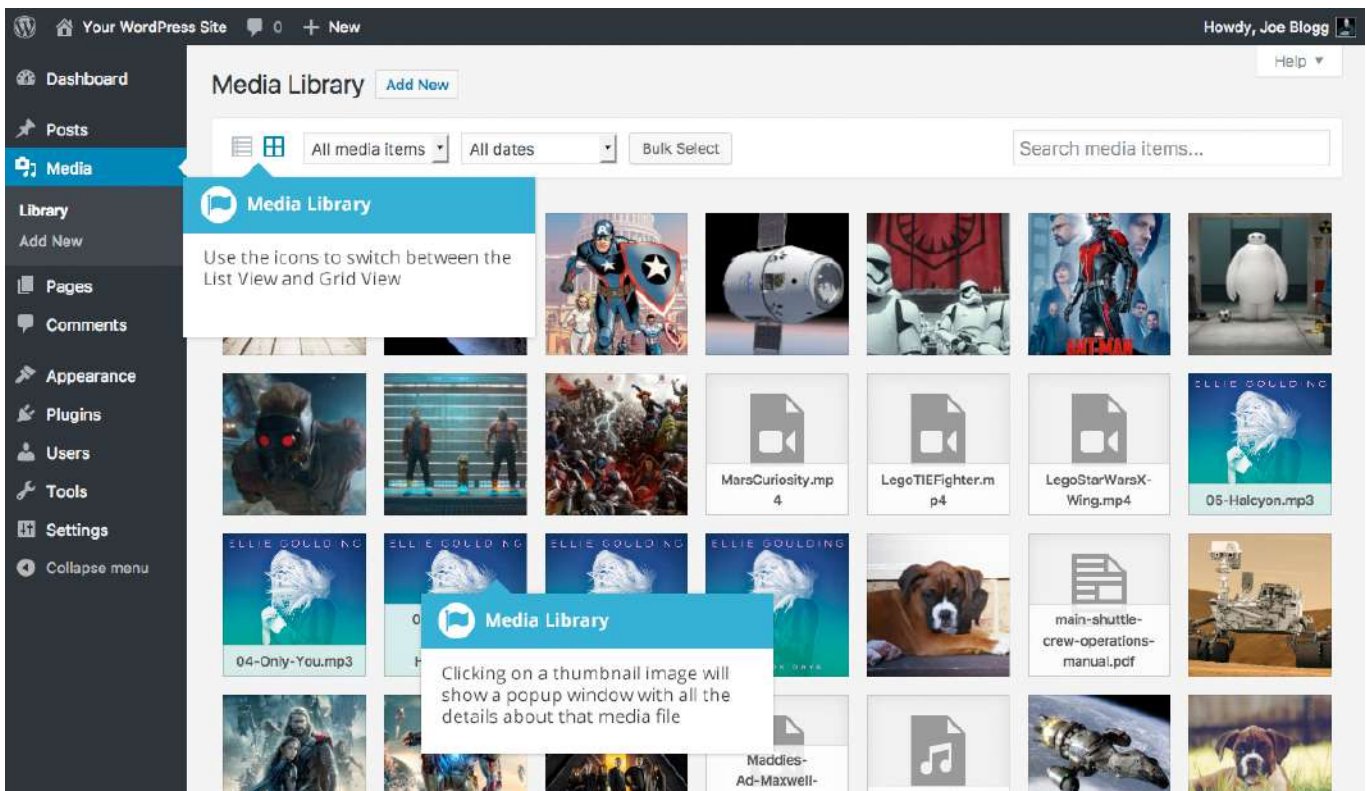 Your WordPress Site 0 + New
Howdy, Joe Blogg
Help ▼
Dashboard
Posts
Media
Library
Add New
Pages
Comments
Appearance
Plugins
Users
Tools
Settings
Collapse menu
Media Library Add New
All media items All dates Bulk Select
Search media items...
Media Library
Use the icons to switch between the
List View and Grid View
ANT-MAN
MarsCuriosity.mp
4
LegoTIEFighter.m
p4
LegoStarWarsX-
Wing.mp4
ELLIE GOULDING
05-Halcyon.mp3
ELLIE GOULDING
04-Only-You.mp3
ELLIE GOULDING
0
H
ELLIE GOULDING
ELLIE GOULDING
DAYS
main-shuttle-
crew-operations-
manual.pdf
Media Library
Clicking on a thumbnail image will
show a popup window with all the
details about that media file
Maddies-
Ad-Maxwell-